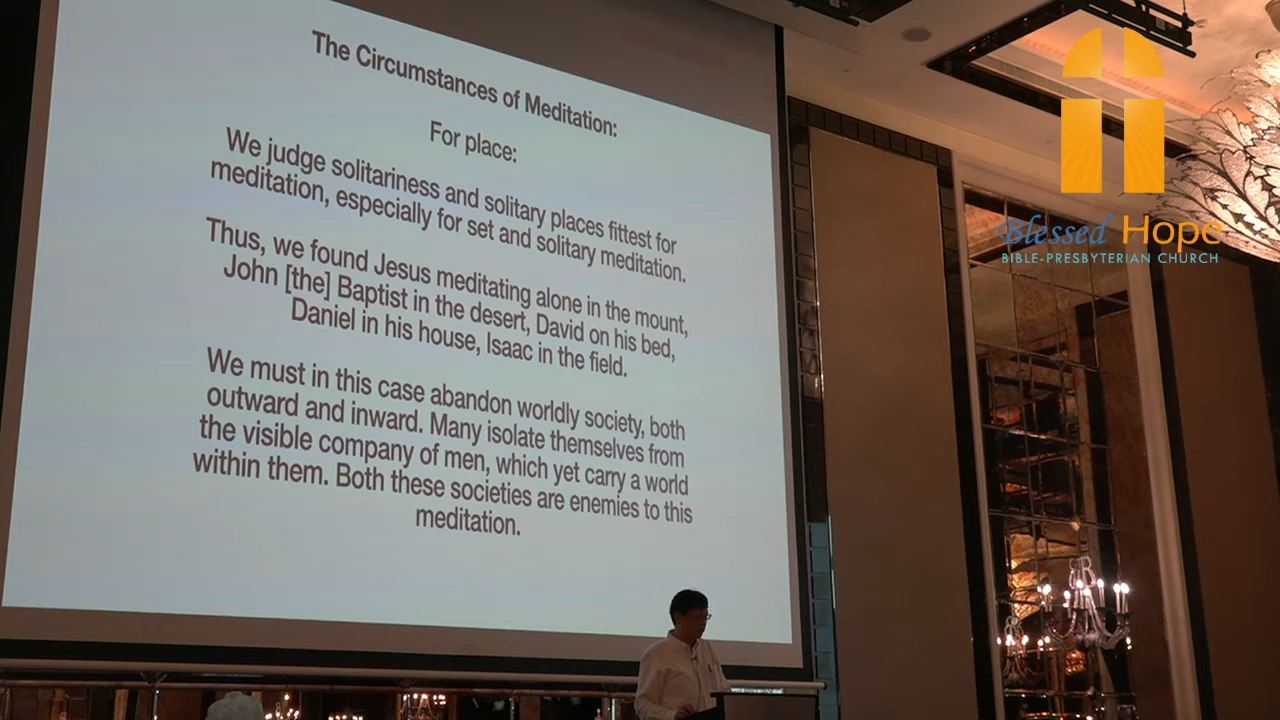 The Circumstances of Meditation:
For place:
We judge solitariness and solitary places fittest for
meditation, especially for set and solitary meditation.
Thus, we found Jesus meditating alone in the mount,
John [the] Baptist in the desert, David on his bed,
Daniel in his house, Isaac in the field.
We must in this case abandon worldly society, both
outward and inward. Many isolate themselves from
the visible company of men, which yet carry a world
within them. Both these societies are enemies to this
meditation.
Blessed Hope
BIBLE-PRESBYTERIAN CHURCH